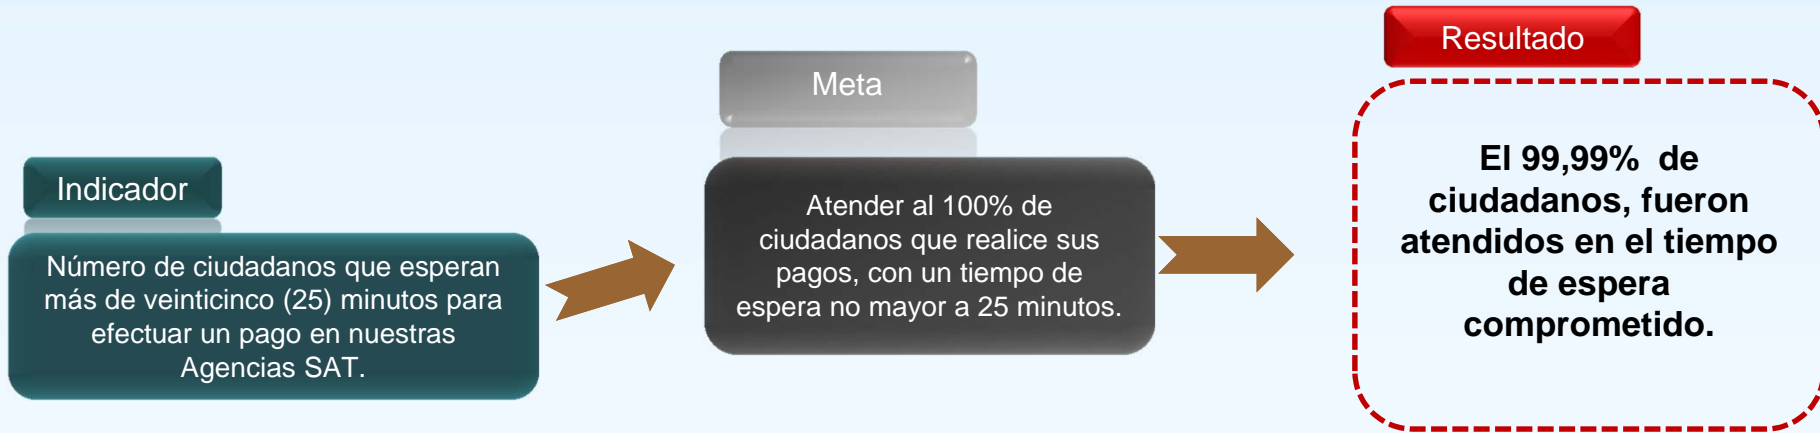 Indicador
Número de ciudadanos que esperan
más de veinticinco (25) minutos para
efectuar un pago en nuestras
Agencias SAT.
Meta
Atender al 100% de
ciudadanos que realice sus
pagos, con un tiempo de
espera no mayor a 25 minutos.
Resultado
El 99,99% de
ciudadanos, fueron
atendidos en el tiempo
de espera
comprometido.